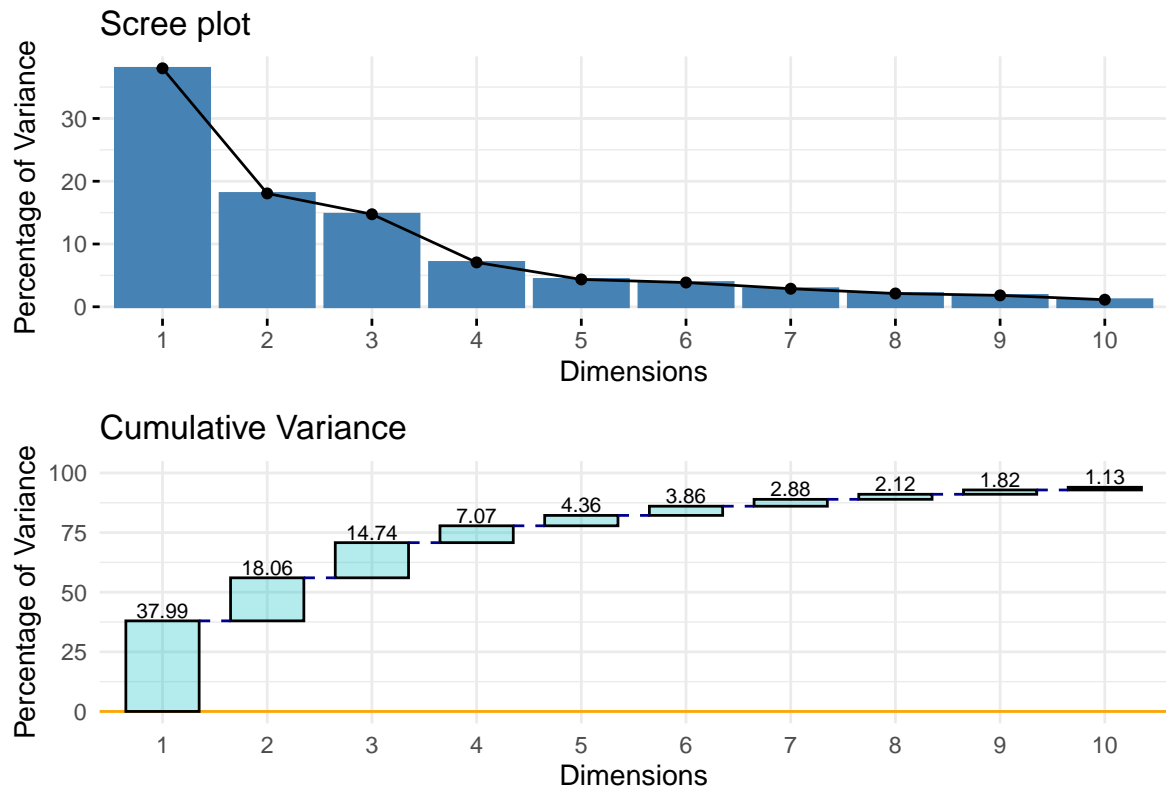 Scree plot
Percentage of Variance
30
20
10
0
1 2 3 4 5 6 7 8 9 10
Dimensions
Cumulative Variance
Percentage of Variance
100
75
50
25
0
37.99
18.06
14.74
7.07
4.36
3.86
2.88
2.12
1.82
1.13
1 2 3 4 5 6 7 8 9 10
Dimensions